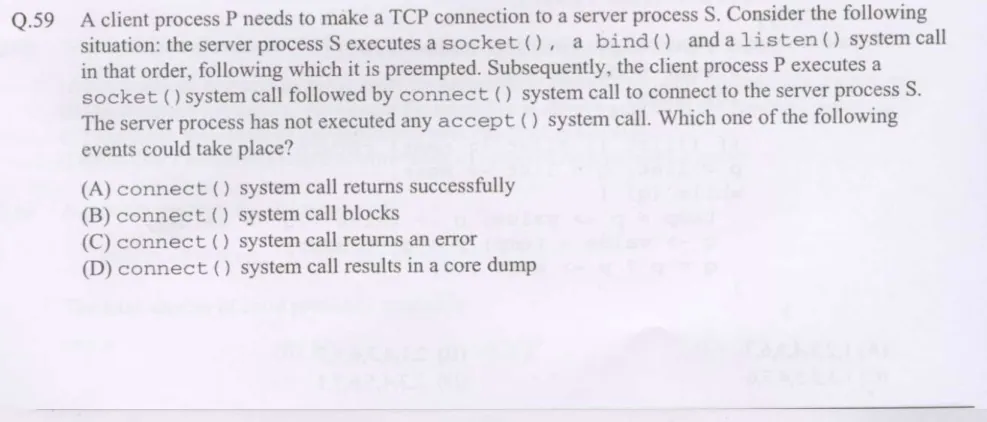 Q.59 A client process P needs to make a TCP connection to a server process S. Consider the following
situation: the server process S executes a socket(), a bind() and a listen() system call
in that order, following which it is preempted. Subsequently, the client process P executes a
socket() system call followed by connect() system call to connect to the server process S.
The server process has not executed any accept() system call. Which one of the following
events could take place?
(A) connect() system call returns successfully
(B) connect() system call blocks
(C) connect() system call returns an error
(D) connect() system call results in a core dump